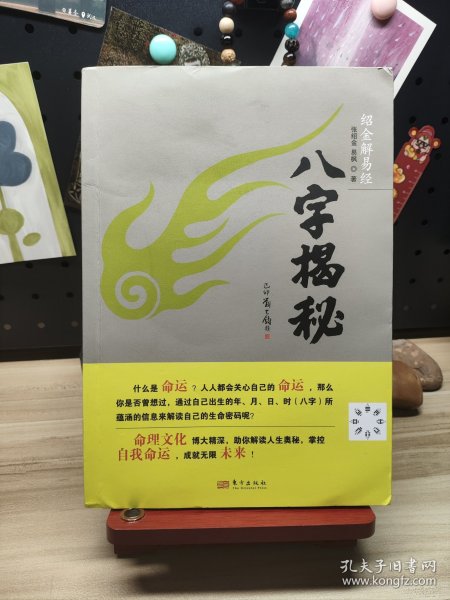 绍金解易经
张绍金 易枫 ◎ 著
八字揭秘
什么是 命运 ？人人都会关心自己的 命运 ，那么
你是否曾想过，通过自己出生的年、月、日、时（八字）所
蕴涵的信息来解读自己的生命密码呢？
命理文化 博大精深，助你解读人生奥秘，掌控
自我命运 ，成就无限 未来 ！
东方出版社
The Oriental Press
孔夫子旧书网
www.kongfz.com